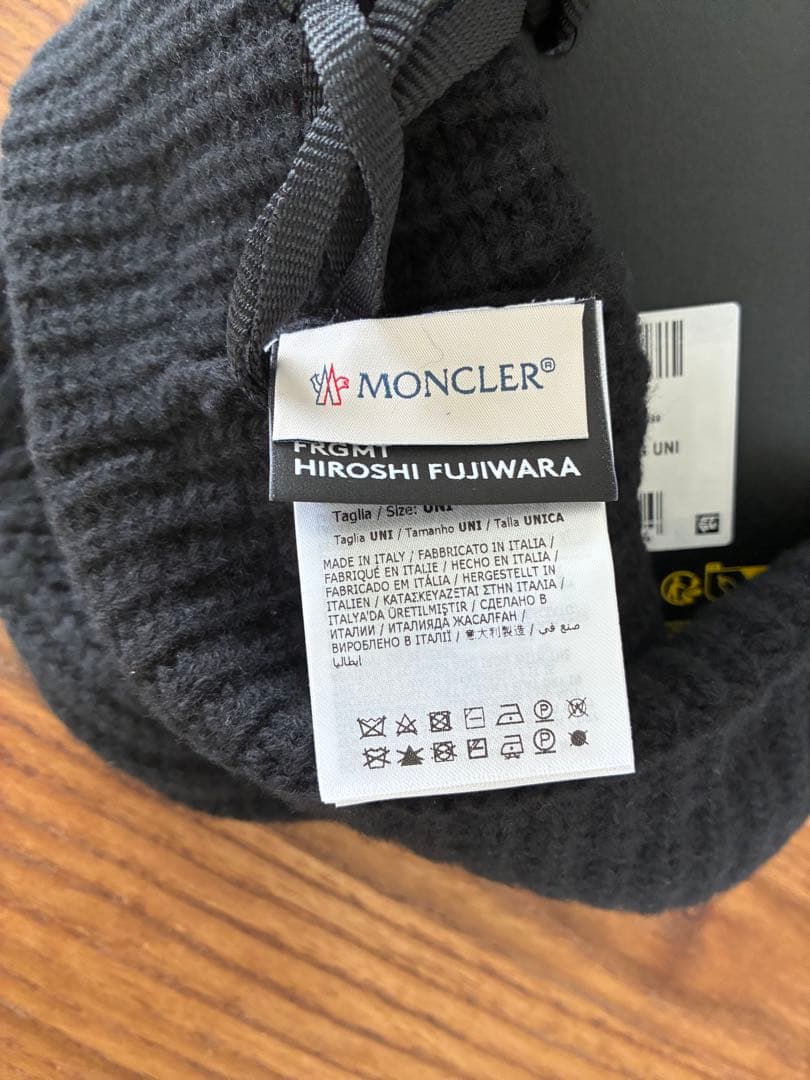 MONCLER®
FRGMT
HIROSHI FUJIWARA
Taglia / Size: UNI
Taglia UNI / Tamanho UNI / Talla UNICA
MADE IN ITALY / FABBRICATO IN ITALIA /
FABRIQUÉ EN ITALIE / HECHO EN ITALIA /
FABRICADO EM ITÁLIA / HERGESTELLT IN
ITALIEN / ΚΑΤΑΣΚΕΥΑΖΕΤΑΙ ΣΤΗΝ ΙΤΑΛΙΑ /
ITALYA'DA ÜRETILMIŞTIR / СДЕЛАНО В
ИТАЛИИ / ИТАЛИЯДА ЖАСАЛҒАН /
ВИРОБЛЕНО В ІТАЛІЇ / 意大利製造 / صنع في
إيطاليا
UNI